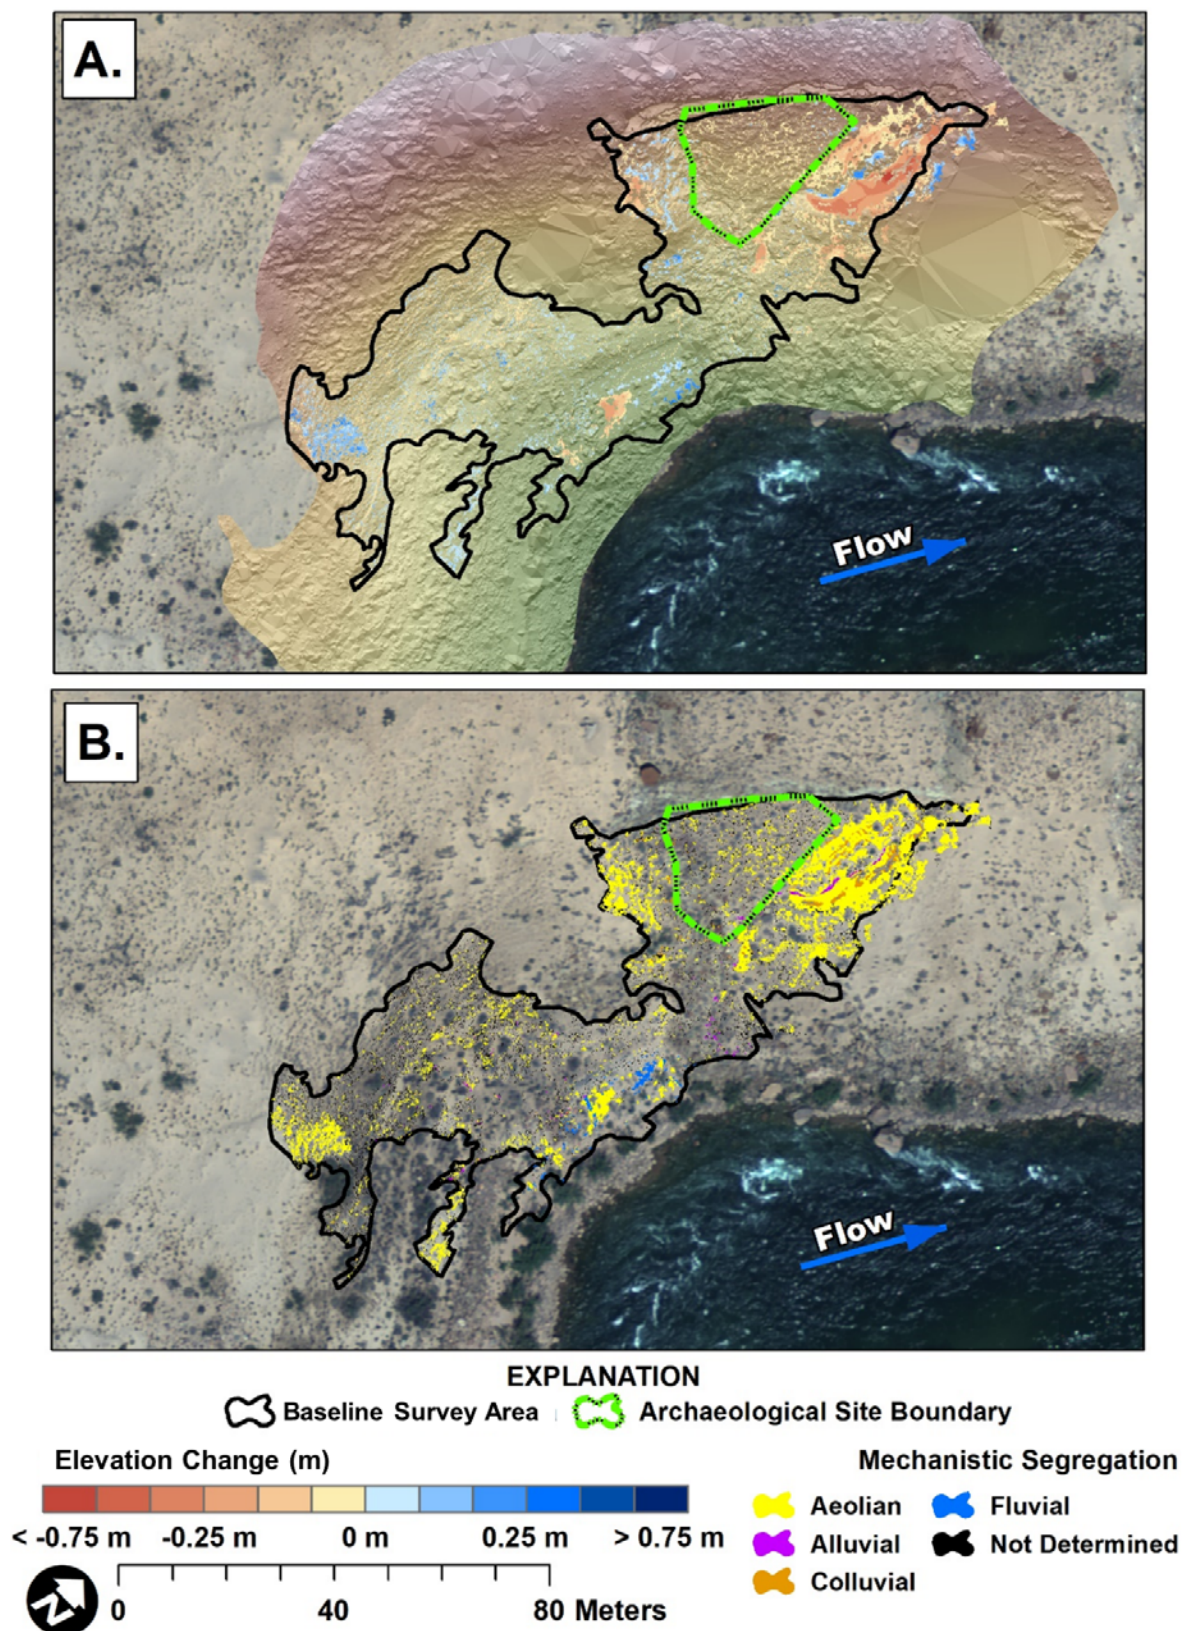 A.
Flow
B.
Flow
EXPLANATION
Baseline Survey Area
Archaeological Site Boundary
Elevation Change (m)
Mechanistic Segregation
Aeolian
Fluvial
Alluvial
Not Determined
Colluvial
< -0.75 m -0.25 m 0 m 0.25 m > 0.75 m
N
0 40 80 Meters